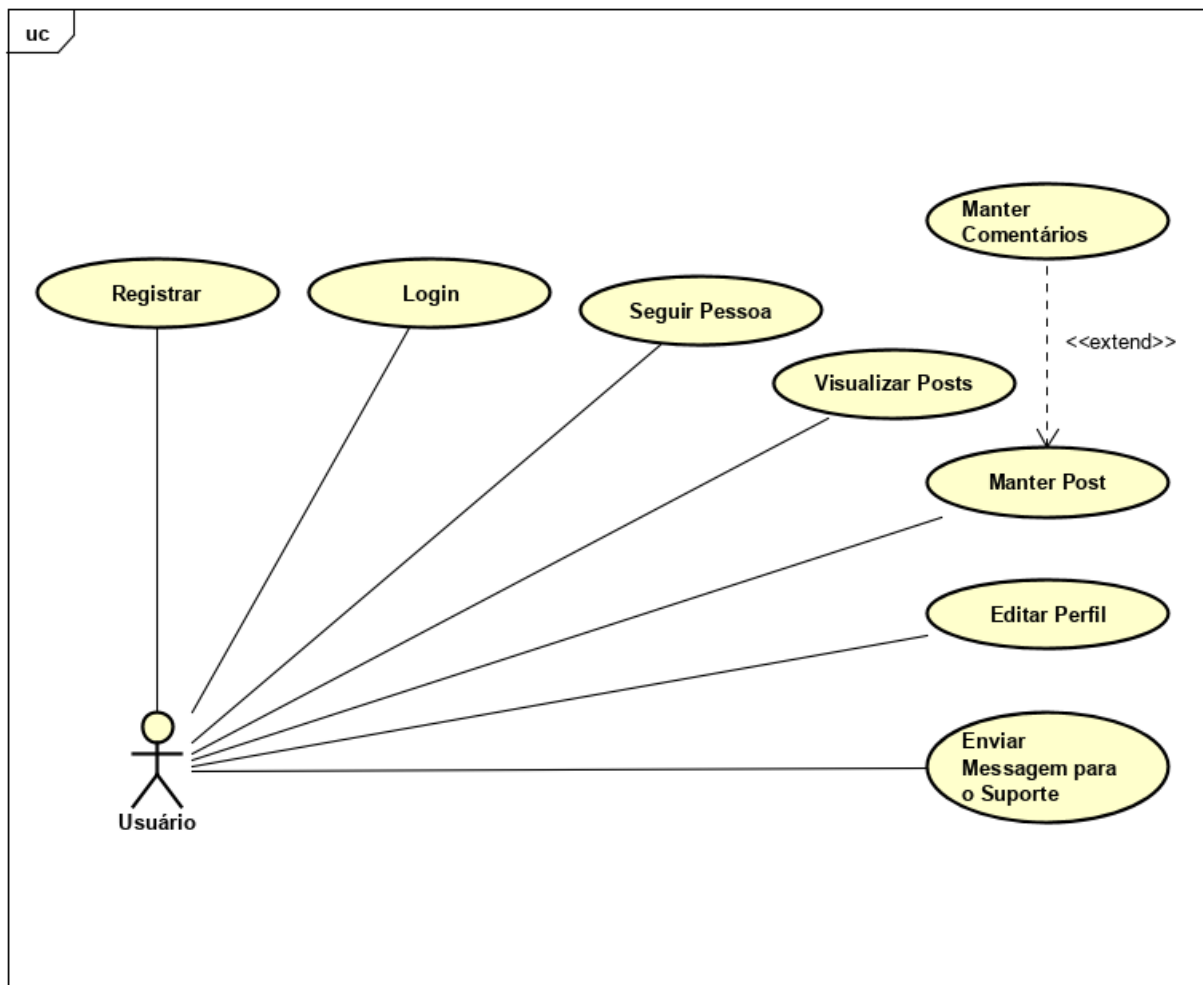 uc
Manter
Comentários
Registrar
Login
Seguir Pessoa
<<extend>>
Visualizar Posts
Manter Post
Editar Perfil
Enviar
Messagem para
o Suporte
Usuário